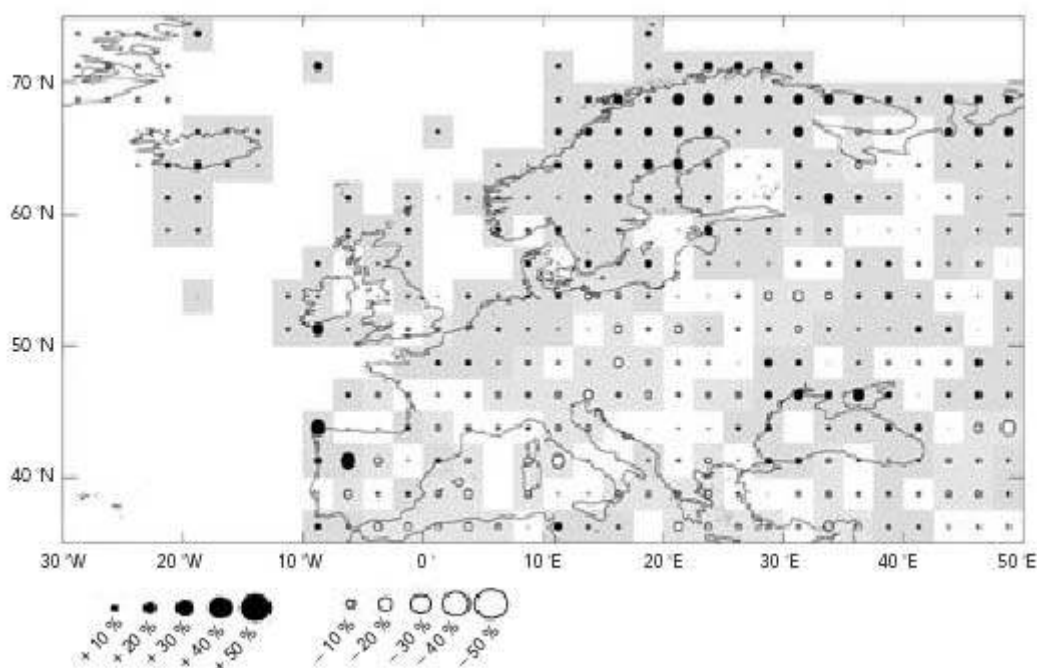 70 °N
60 °N
50 °N
40 °N
30 °W 20 °W 10 °W 0 10 °E 20 °E 30 °E 40 °E 50 °E
+ 10 % + 20 % + 30 % + 40 % + 50 % – 10 % – 20 % – 30 % – 40 % – 50 %